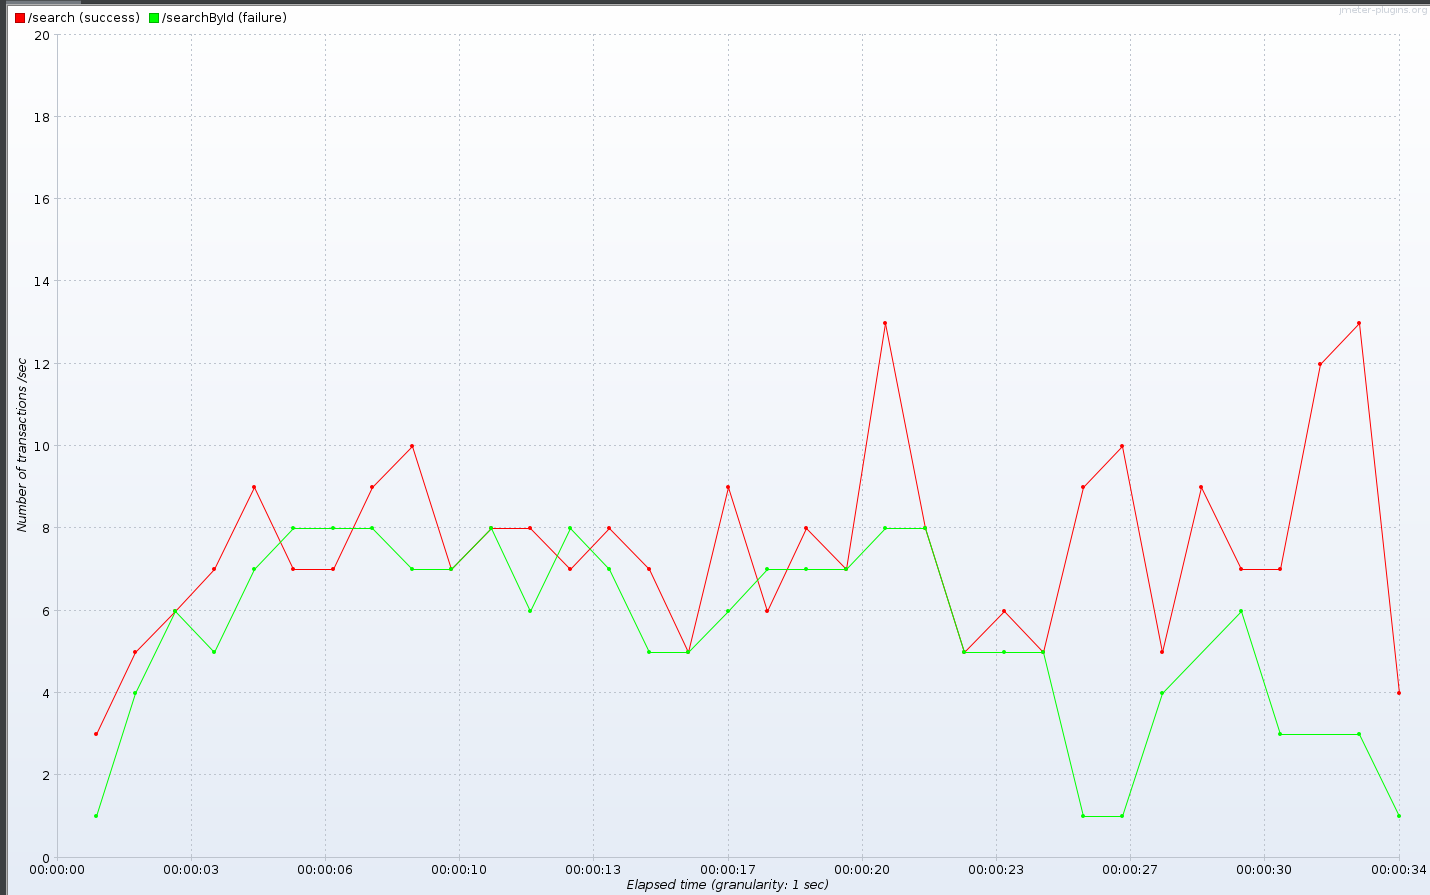 /search (success) /searchById (failure)
jmeter-plugins.org
20
18
16
14
12
10
8
6
4
2
0
Number of transactions /sec
00:00:00 00:00:03 00:00:06 00:00:10 00:00:13 00:00:17 00:00:20 00:00:23 00:00:27 00:00:30 00:00:34
Elapsed time (granularity: 1 sec)